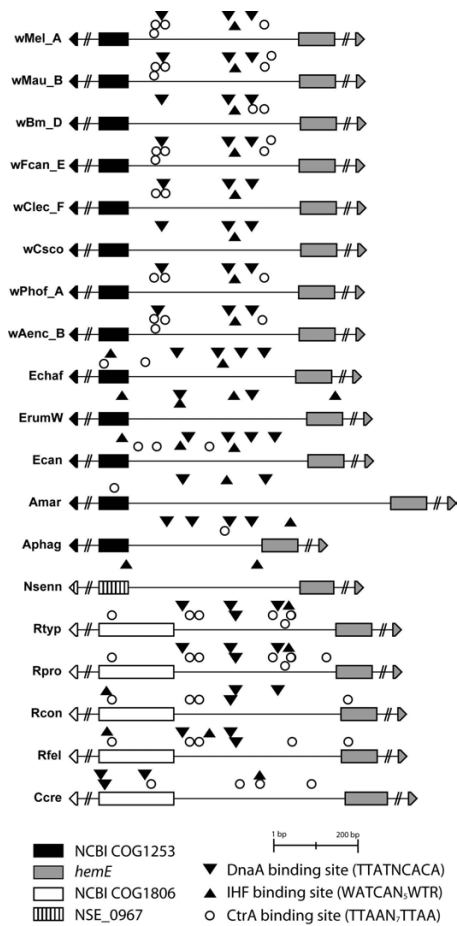 wMel_A
wMau_B
wBm_D
wFcan_E
wClec_F
wCsco
wPhof_A
wAenc_B
Echaf
ErumW
Ecan
Amar
Aphag
Nsenn
Rtyp
Rpro
Rcon
Rfel
Ccre
NCBI COG1253
hemE
NCBI COG1806
NSE_0967
1 bp 200 bp
DnaA binding site (TTATNCACA)
IHF binding site (WATCAN₅WTR)
CtrA binding site (TTAAN₇TTAA)